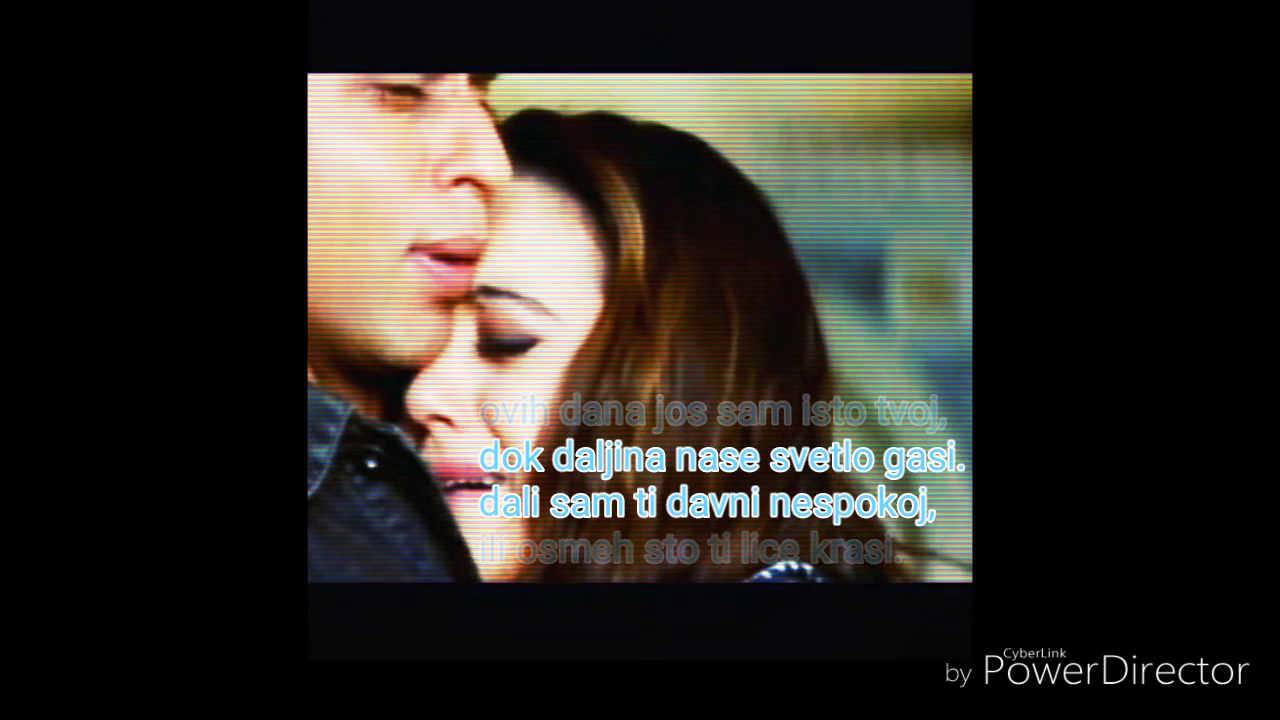 ovih dana jos sam isto tvoj,
dok daljina nase svetlo gasi.
dali sam ti davni nespokoj,
ili osmeh sto ti lice krasi.
CyberLink
by PowerDirector